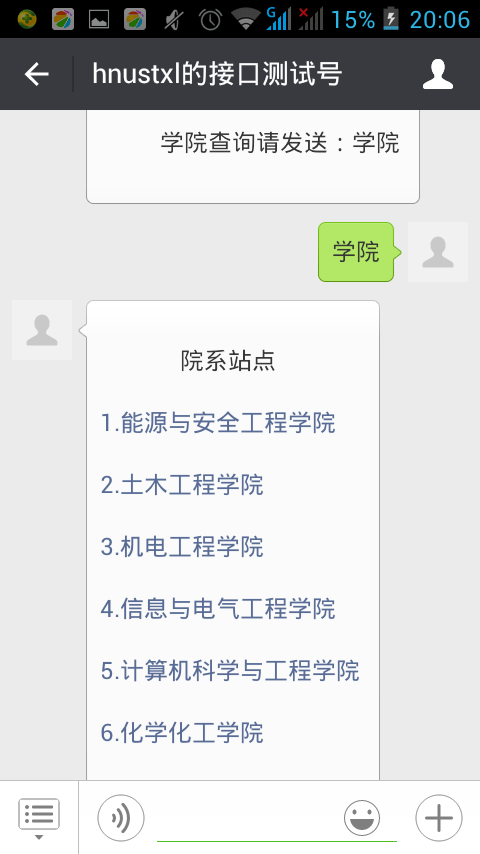 G
15%
20:06
hnustxl的接口测试号
学院查询请发送：学院
学院
院系站点
1.能源与安全工程学院
2.土木工程学院
3.机电工程学院
4.信息与电气工程学院
5.计算机科学与工程学院
6.化学化工学院